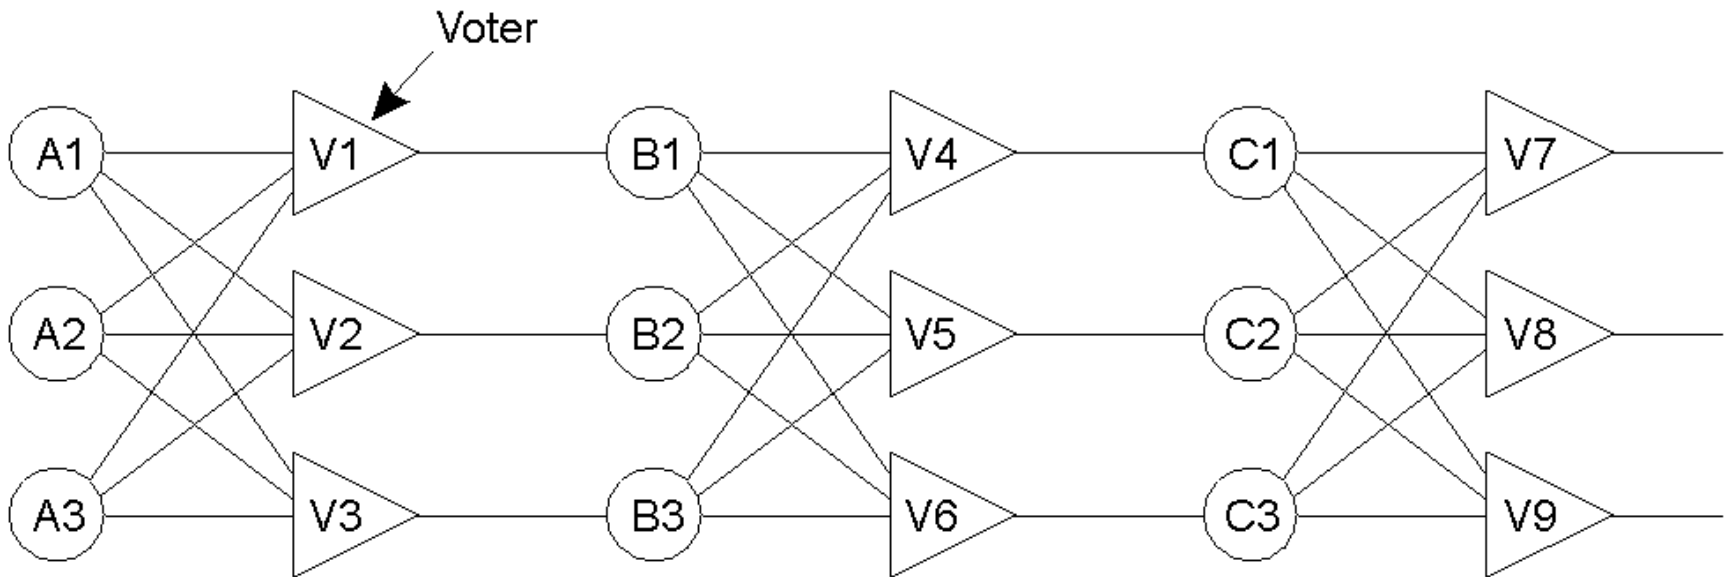 Voter
A1 V1 B1 V4 C1 V7
A2 V2 B2 V5 C2 V8
A3 V3 B3 V6 C3 V9